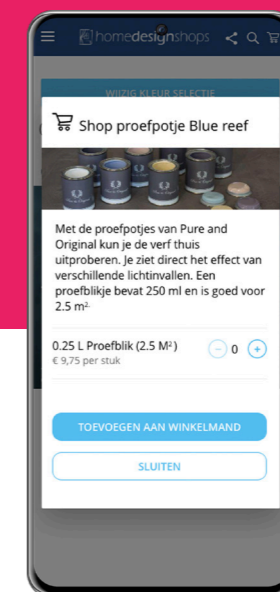 homedesignshops
WIJZIG KLEUR SELECTIE
Shop proefpotje Blue reef
Met de proefpotjes van Pure and
Original kun je de verf thuis
uitproberen. Je ziet direct het effect van
verschillende lichtinvallen. Een
proefblikje bevat 250 ml en is goed voor
2.5 m².
0.25 L Proefblik (2.5 M²)
€ 9,75 per stuk
0
TOEVOEGEN AAN WINKELMAND
SLUITEN